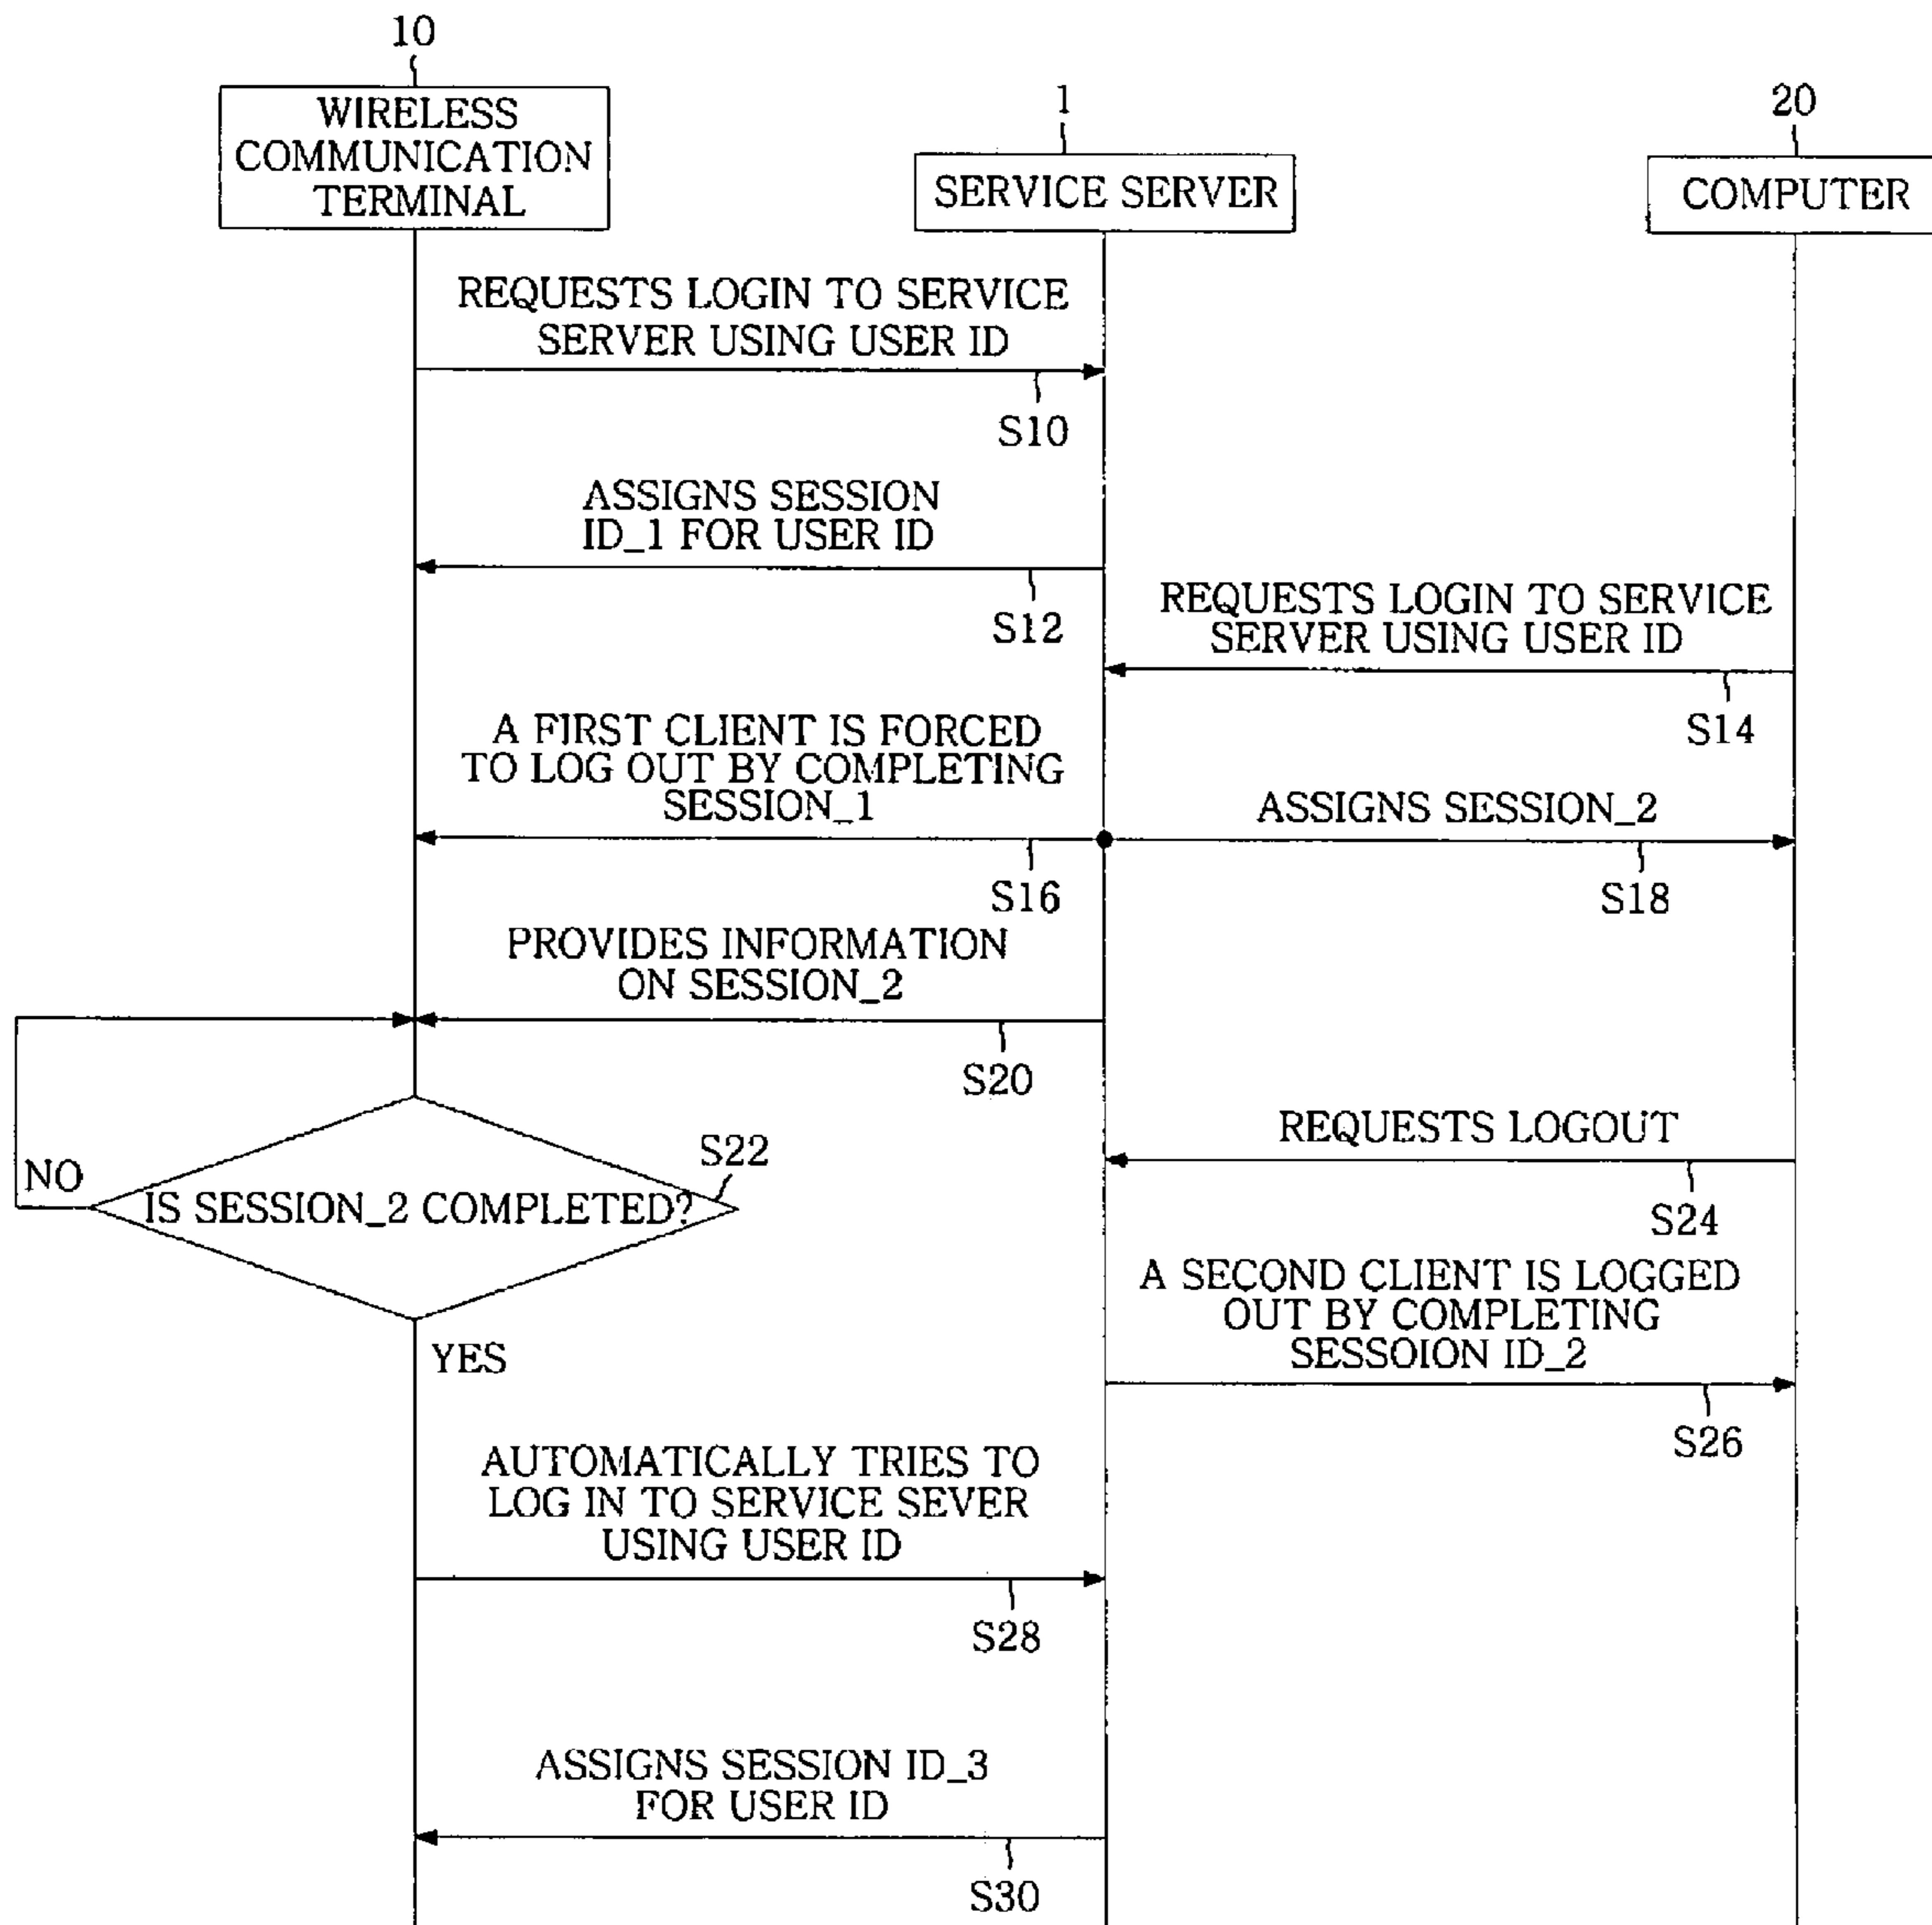 10
WIRELESS
COMMUNICATION
TERMINAL
1
SERVICE SERVER
20
COMPUTER
REQUESTS LOGIN TO SERVICE
SERVER USING USER ID
S10
ASSIGNS SESSION
ID_1 FOR USER ID
S12
REQUESTS LOGIN TO SERVICE
SERVER USING USER ID
S14
A FIRST CLIENT IS FORCED
TO LOG OUT BY COMPLETING
SESSION_1
S16
ASSIGNS SESSION_2
S18
PROVIDES INFORMATION
ON SESSION_2
S20
NO
IS SESSION_2 COMPLETED?
S22
YES
REQUESTS LOGOUT
S24
A SECOND CLIENT IS LOGGED
OUT BY COMPLETING
SESSOION ID_2
S26
AUTOMATICALLY TRIES TO
LOG IN TO SERVICE SEVER
USING USER ID
S28
ASSIGNS SESSION ID_3
FOR USER ID
S30